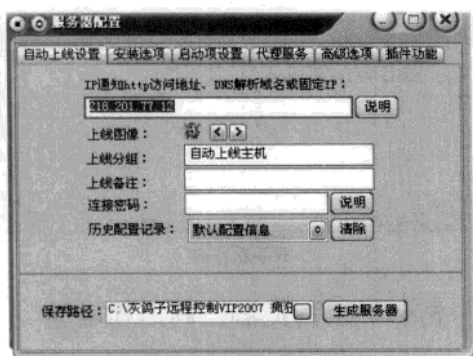 服务器配置
自动上线设置 安装选项 启动项设置 代理服务 高级选项 插件功能
IP通知http访问地址、DNS解析域名或固定IP：
218.201.77.12 说明
上线图像：
上线分组： 自动上线主机
上线备注：
连接密码： 说明
历史配置记录： 默认配置信息 清除
保存路径： C:\灰鸽子远程控制VIP2007 疯狂 生成服务器